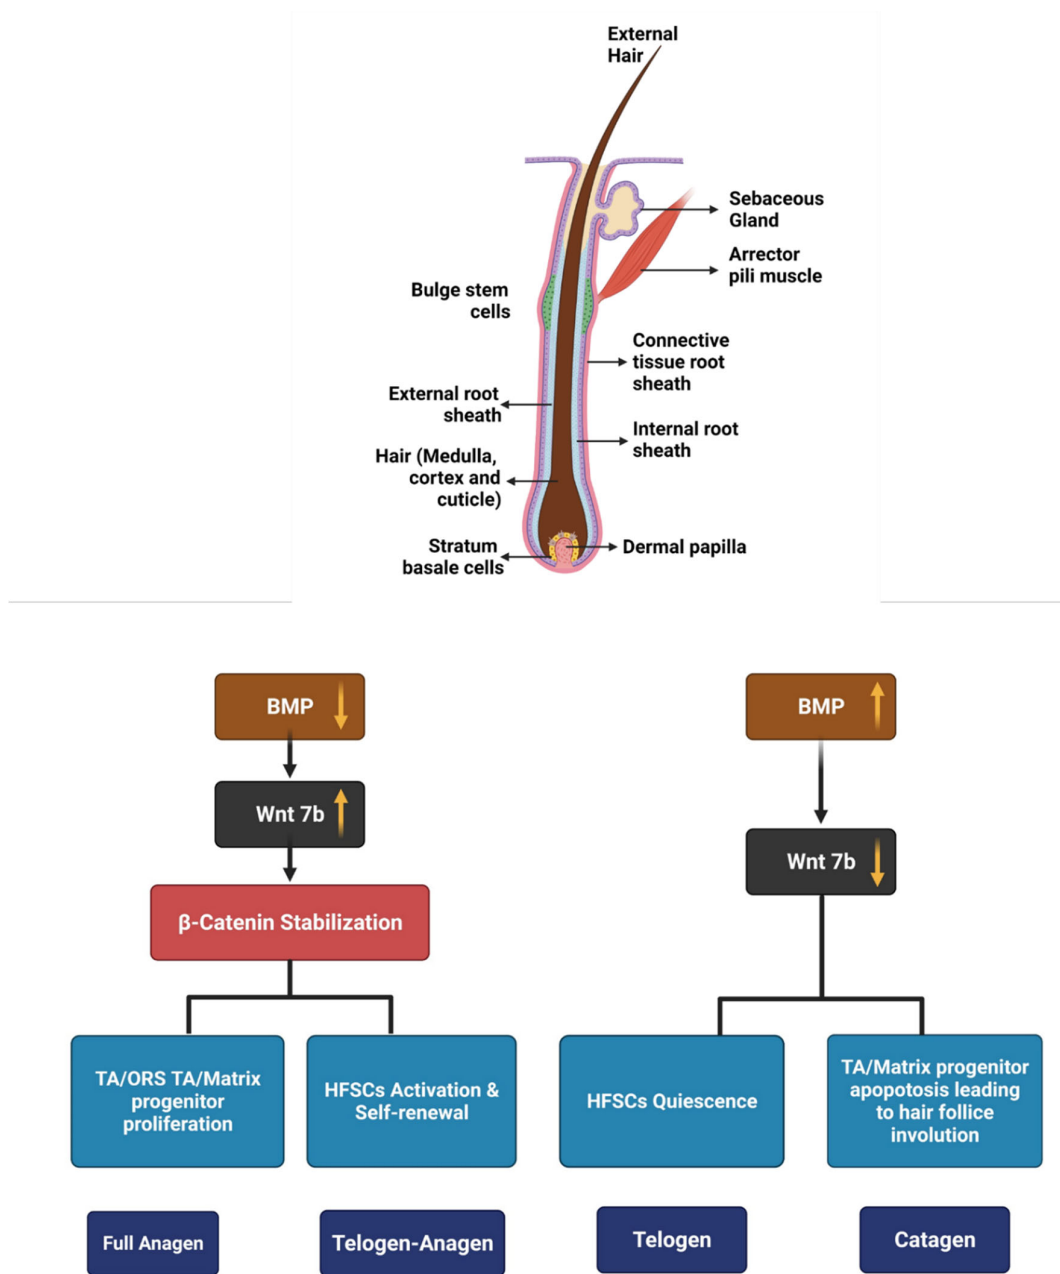 External
Hair
Sebaceous
Gland
Arrector
pili muscle
Bulge stem
cells
Connective
tissue root
sheath
External root
sheath
Internal root
sheath
Hair (Medulla,
cortex and
cuticle)
Stratum
basale cells
Dermal papilla
BMP
Wnt 7b
β-Catenin Stabilization
TA/ORS TA/Matrix
progenitor
proliferation
HFSCs Activation &
Self-renewal
Full Anagen
Telogen-Anagen
BMP
Wnt 7b
HFSCs Quiescence
TA/Matrix progenitor
apopotosis leading
to hair follice
involution
Telogen
Catagen